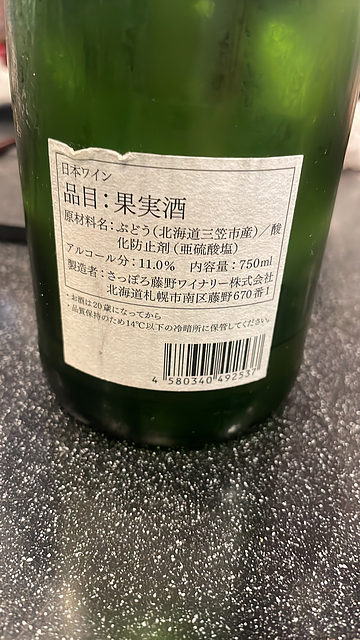 日本ワイン
品目：果実酒
原材料名：ぶどう（北海道三笠市産）／酸
化防止剤（亜硫酸塩）
アルコール分：11.0% 内容量：750ml
製造者：さっぽろ藤野ワイナリー株式会社
北海道札幌市南区藤野670番1
・お酒は20歳になってから
・品質保持のため14℃以下の冷暗所に保管してください。
4 580340 492537